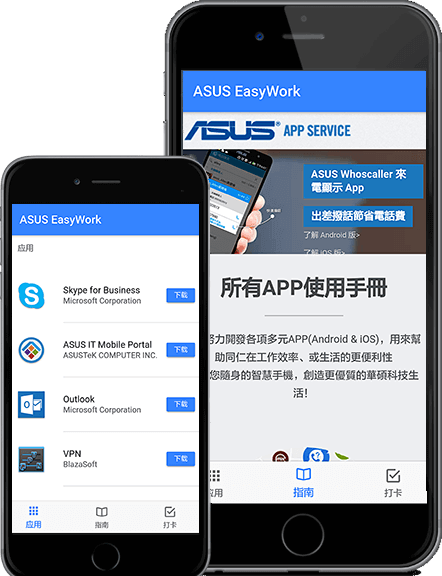 ASUS EasyWork
ASUS APP SERVICE
ASUS Whoscaller 來
電顯示 App
出差撥話節省電話費
了解 Android 版>
了解 iOS 版>
所有APP使用手冊
努力開發各項多元APP(Android & iOS)，用來幫
助同仁在工作效率、或生活的更便利性
您隨身的智慧手機，創造更優質的華碩科技生
活！
应用
指南
打卡
ASUS EasyWork
应用
Skype for Business
Microsoft Corporation
下载
ASUS IT Mobile Portal
ASUSTeK COMPUTER INC.
下载
Outlook
Microsoft Corporation
下载
VPN
BlazaSoft
下载
应用
指南
打卡